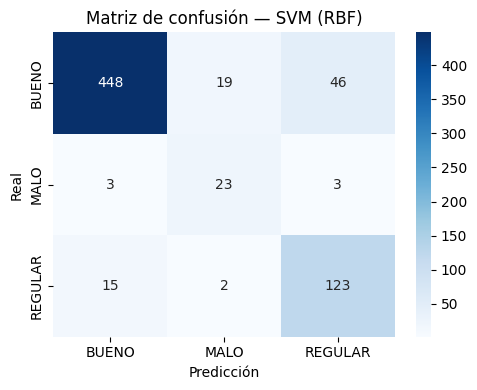 Matriz de confusión — SVM (RBF)
Real
BUENO
448 19 46
MALO
3 23 3
REGULAR
15 2 123
BUENO MALO REGULAR
Predicción
400
350
300
250
200
150
100
50